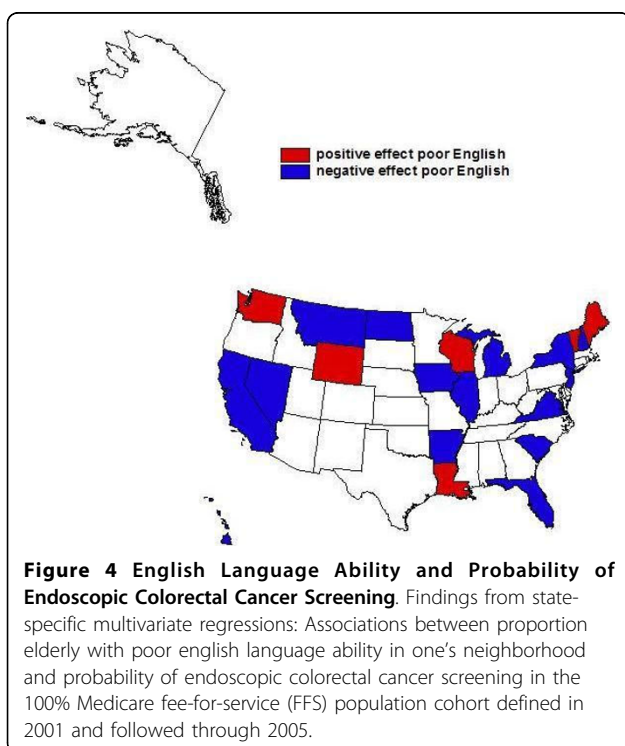 positive effect poor English
negative effect poor English
Figure 4 English Language Ability and Probability of
Endoscopic Colorectal Cancer Screening. Findings from state-
specific multivariate regressions: Associations between proportion
elderly with poor english language ability in one's neighborhood
and probability of endoscopic colorectal cancer screening in the
100% Medicare fee-for-service (FFS) population cohort defined in
2001 and followed through 2005.